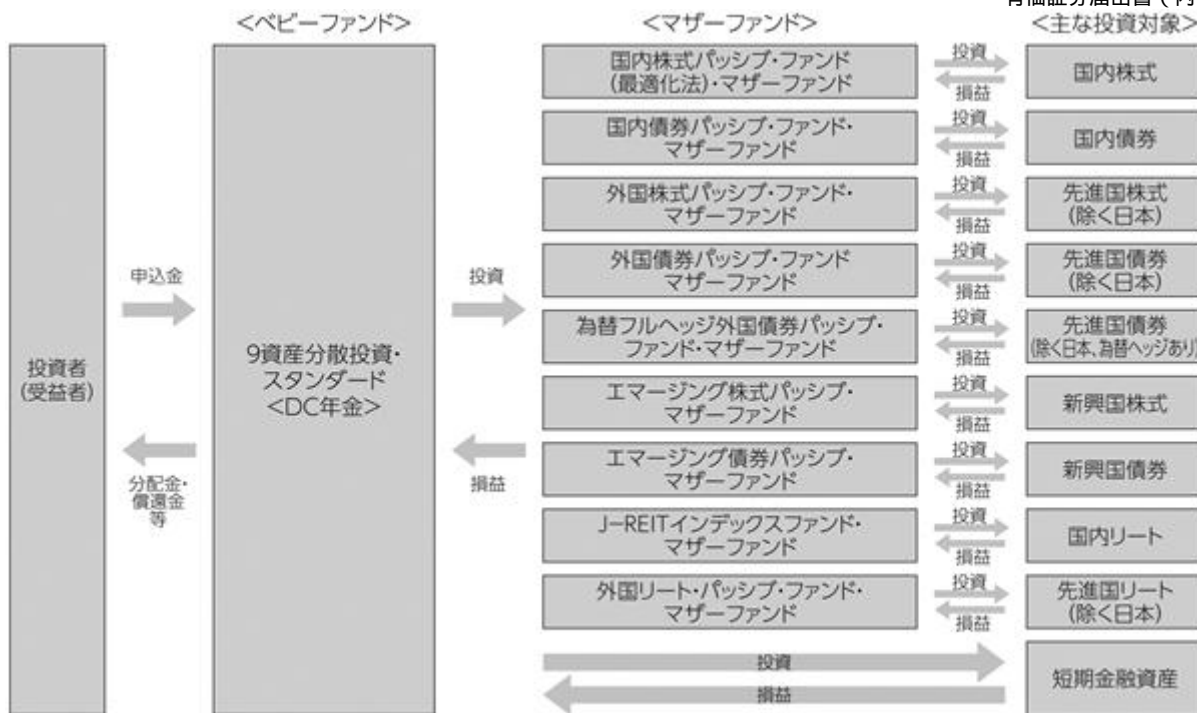 有価証券届出書(内
<ベビーファンド>
<マザーファンド>
<主な投資対象>
投資者
(受益者)
申込金
分配金・
償還金
等
9資産分散投資・
スタンダード
<DC年金>
投資
損益
国内株式パッシブ・ファンド
(最適化法)・マザーファンド
投資
損益
国内株式
国内債券パッシブ・ファンド・
マザーファンド
投資
損益
国内債券
外国株式パッシブ・ファンド・
マザーファンド
投資
損益
先進国株式
(除く日本)
外国債券パッシブ・ファンド
マザーファンド
投資
損益
先進国債券
(除く日本)
為替フルヘッジ外国債券パッシブ・
ファンド・マザーファンド
投資
損益
先進国債券
(除く日本、為替ヘッジあり)
エマージング株式パッシブ・
マザーファンド
投資
損益
新興国株式
エマージング債券パッシブ・
マザーファンド
投資
損益
新興国債券
J-REITインデックスファンド・
マザーファンド
投資
損益
国内リート
外国リート・パッシブ・ファンド・
マザーファンド
投資
損益
先進国リート
(除く日本)
投資
損益
短期金融資産